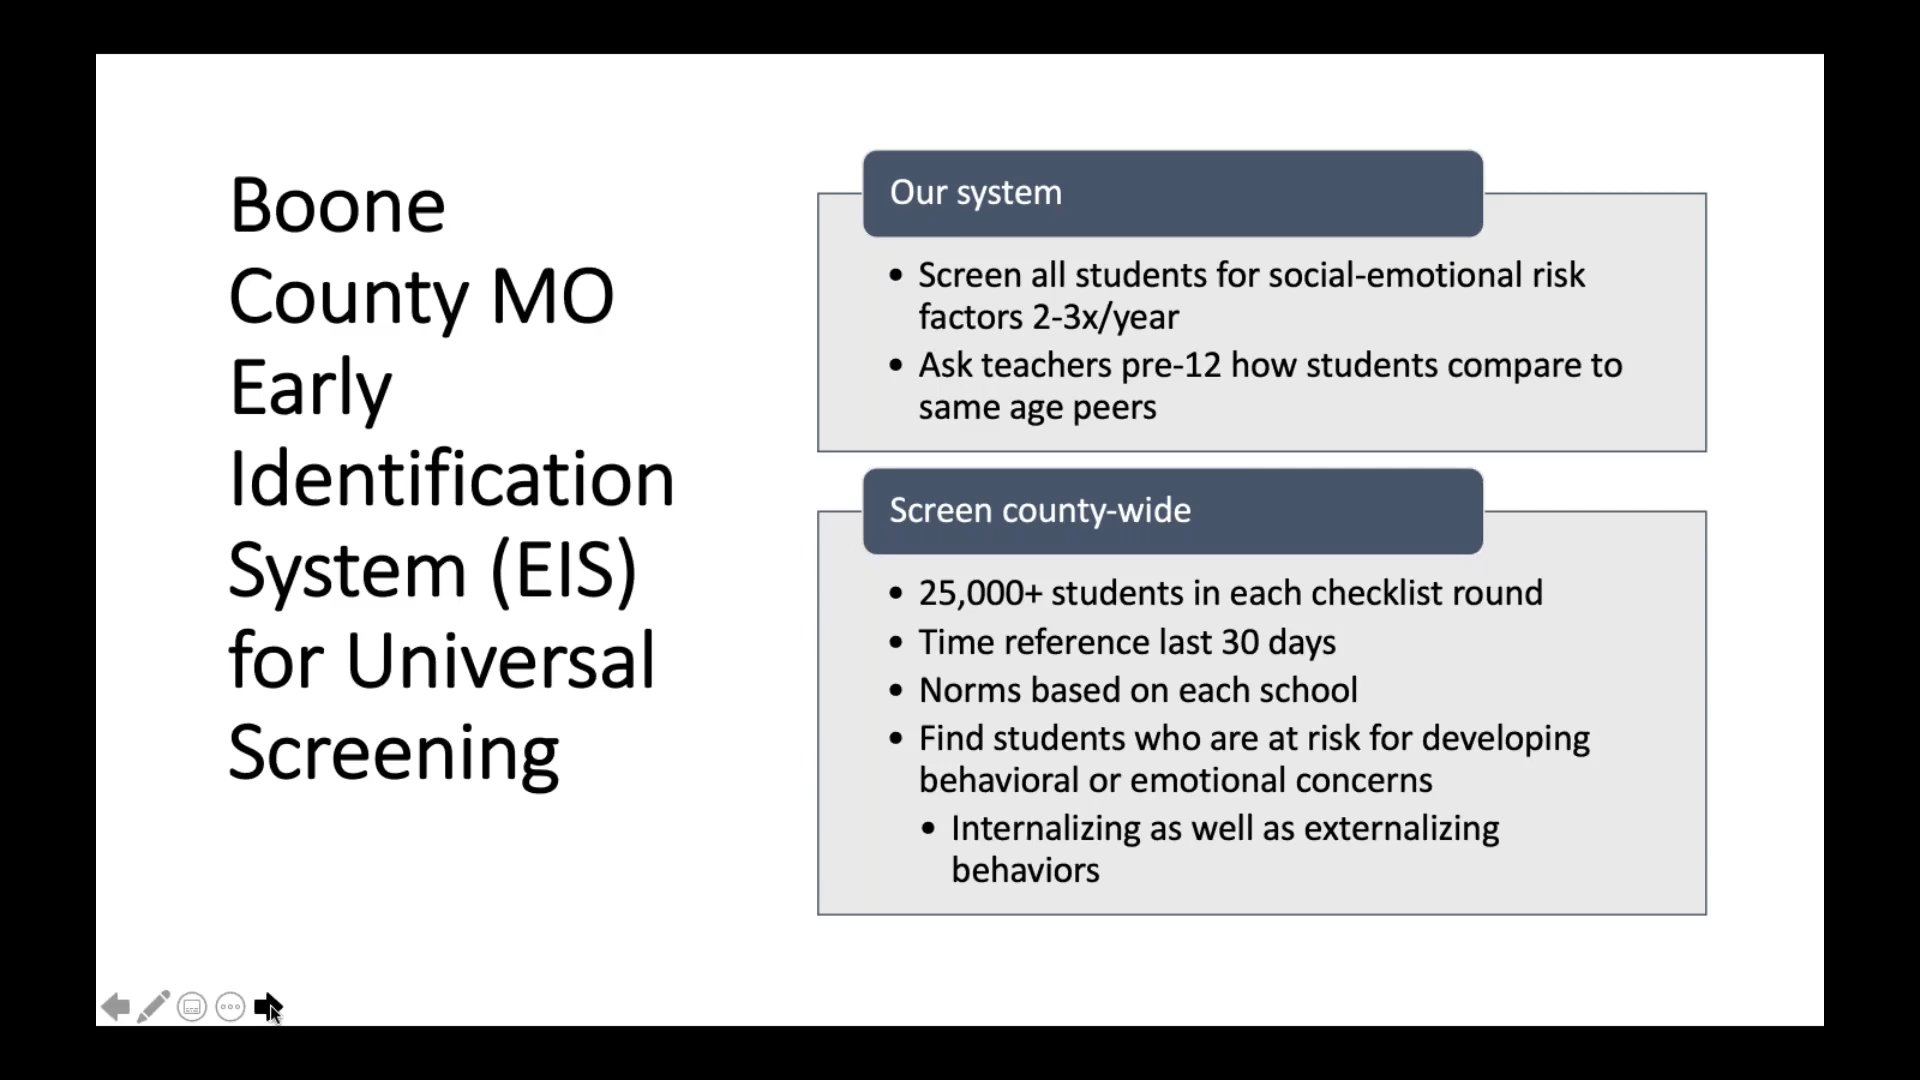 Boone
County MO
Early
Identification
System (EIS)
for Universal
Screening
Our system
• Screen all students for social-emotional risk
factors 2-3x/year
• Ask teachers pre-12 how students compare to
same age peers
Screen county-wide
• 25,000+ students in each checklist round
• Time reference last 30 days
• Norms based on each school
• Find students who are at risk for developing
behavioral or emotional concerns
• Internalizing as well as externalizing
behaviors